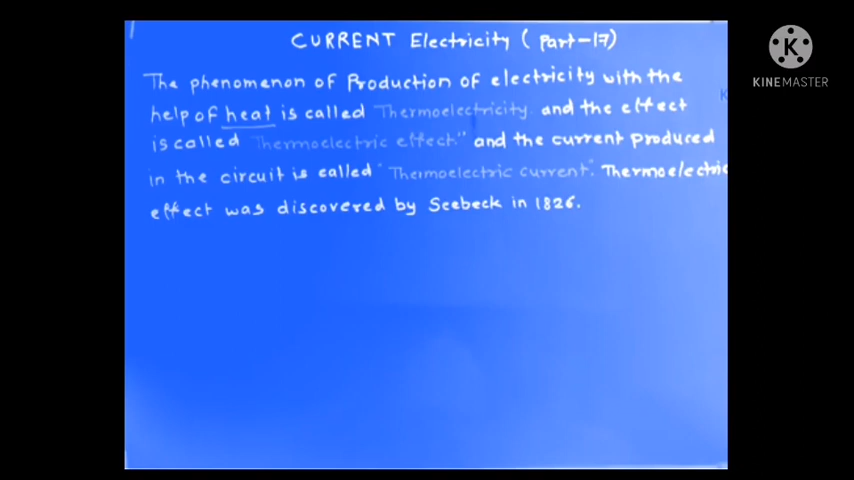 CURRENT Electricity (Part-17)
The phenomenon of Production of electricity with the
help of heat is called Thermoelectricity and the effect
is called Thermoelectric effect" and the current produced
in the circuit is called "Thermoelectric current". Thermoelectric
effect was discovered by Seebeck in 1826.
K
KINEMASTER
K